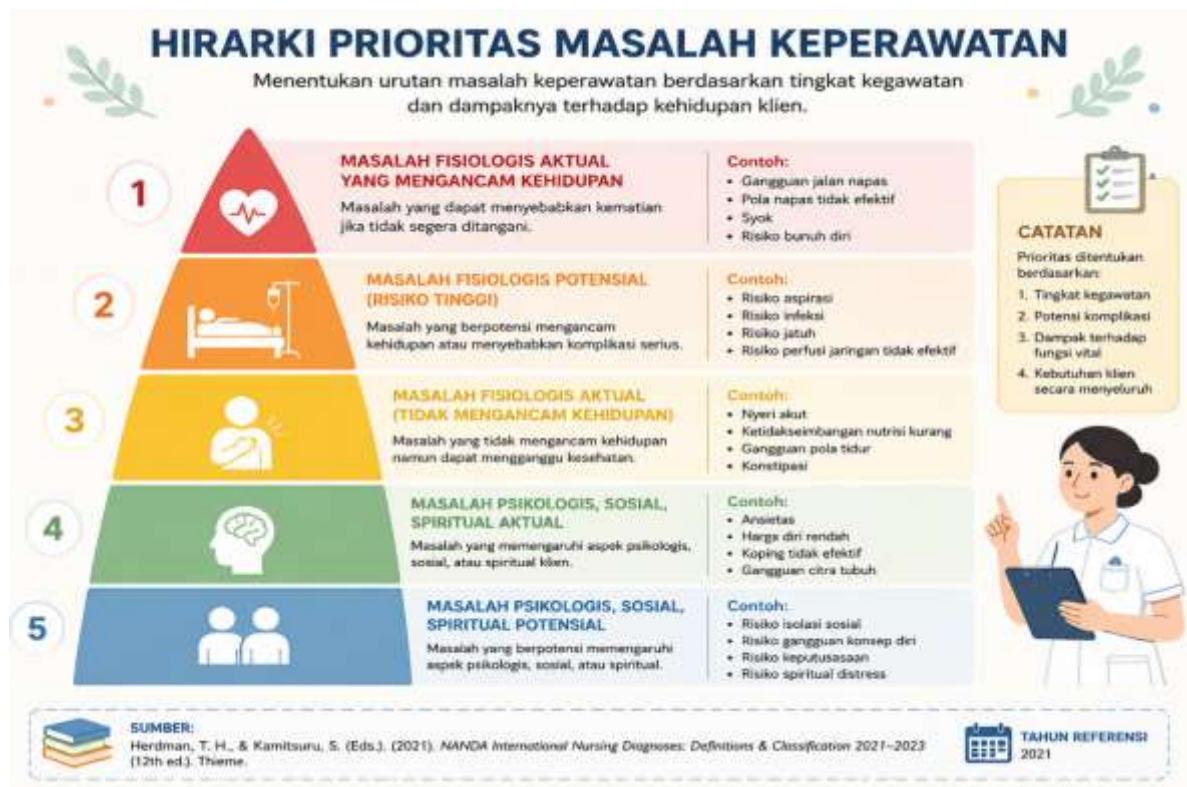 HIRARKI PRIORITAS MASALAH KEPERAWATAN
Menentukan urutan masalah keperawatan berdasarkan tingkat kegawatan
dan dampaknya terhadap kehidupan klien.
1
MASALAH FISIOLOGIS AKTUAL
YANG MENGANCAM KEHIDUPAN
Masalah yang dapat menyebabkan kematian
jika tidak segera ditangani.
Contoh:
• Gangguan jalan napas
• Pola napas tidak efektif
• Syok
• Risiko bunuh diri
2
MASALAH FISIOLOGIS POTENSIAL
(RISIKO TINGGI)
Masalah yang berpotensi mengancam
kehidupan atau menyebabkan komplikasi serius.
Contoh:
• Risiko aspirasi
• Risiko infeksi
• Risiko jatuh
• Risiko perfusi jaringan tidak efektif
3
MASALAH FISIOLOGIS AKTUAL
(TIDAK MENGANCAM KEHIDUPAN)
Masalah yang tidak mengancam kehidupan
namun dapat mengganggu kesehatan.
Contoh:
• Nyeri akut
• Ketidakseimbangan nutrisi kurang
• Gangguan pola tidur
• Konstipasi
4
MASALAH PSIKOLOGIS, SOSIAL,
SPIRITUAL AKTUAL
Masalah yang memengaruhi aspek psikologis,
sosial, atau spiritual klien.
Contoh:
• Ansietas
• Harga diri rendah
• Koping tidak efektif
• Gangguan citra tubuh
5
MASALAH PSIKOLOGIS, SOSIAL,
SPIRITUAL POTENSIAL
Masalah yang berpotensi memengaruhi
aspek psikologis, sosial, atau spiritual.
Contoh:
• Risiko isolasi sosial
• Risiko gangguan konsep diri
• Risiko keputusasaan
• Risiko spiritual distress
CATATAN
Prioritas ditentukan
berdasarkan:
1. Tingkat kegawatan
2. Potensi komplikasi
3. Dampak terhadap
fungsi vital
4. Kebutuhan klien
secara menyeluruh
SUMBER:
Herdman, T. H., & Kamitsuru, S. (Eds.). (2021). NANDA International Nursing Diagnoses: Definitions & Classification 2021–2023
(12th ed.). Thieme.
TAHUN REFERENSI
2021